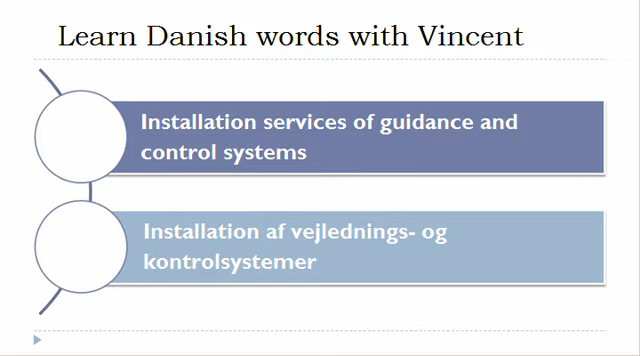 Learn Danish words with Vincent
Installation services of guidance and
control systems
Installation af vejlednings- og
kontrolsystemer